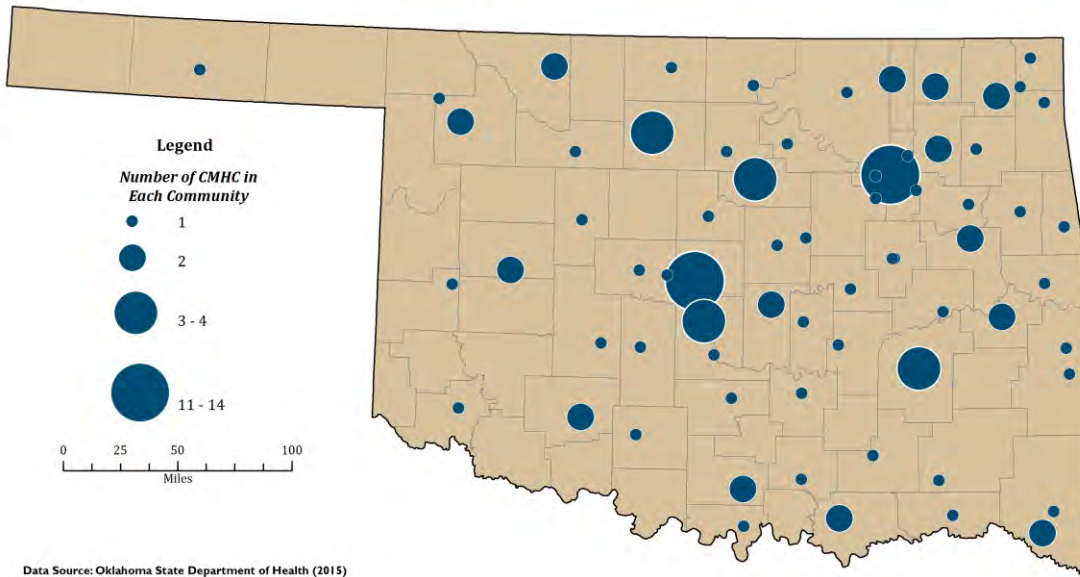 Legend
Number of CMHC in
Each Community
1
2
3 - 4
11 - 14
0 25 50 100
Miles
Data Source: Oklahoma State Department of Health (2015)